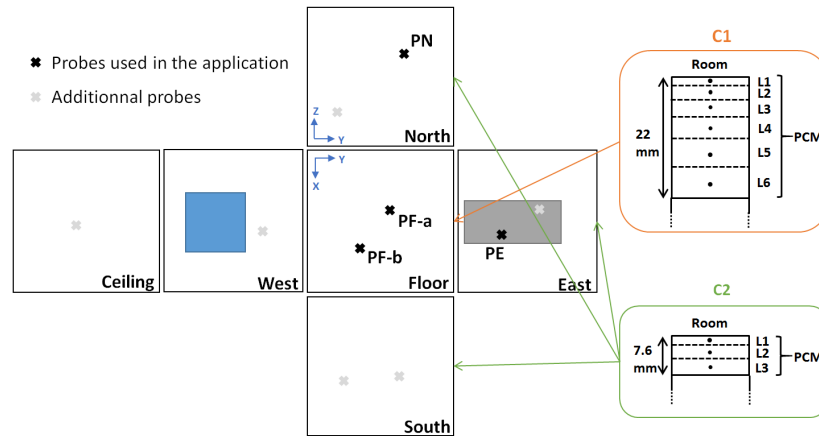 Probes used in the application
Additionnal probes
PN
Z
Y
North
Y
X
PF-a
PF-b
Ceiling
West
Floor
PE
East
South
C1
Room
22
mm
L1
L2
L3
L4
L5
L6
PCM
C2
Room
7.6
mm
L1
L2
L3
PCM